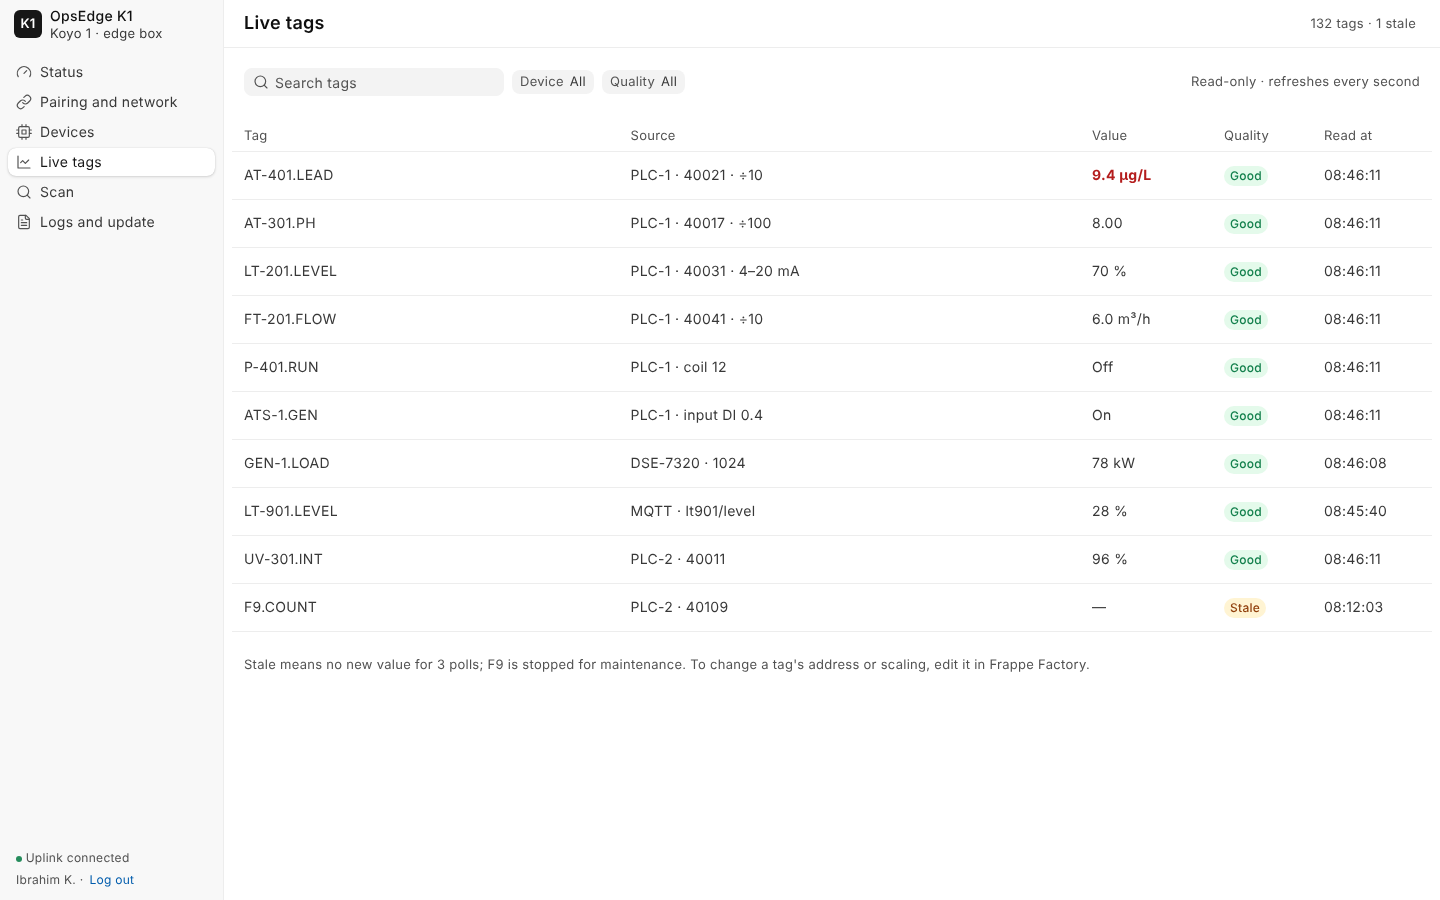 K1
OpsEdge K1
Koyo 1 · edge box
Status
Pairing and network
Devices
Live tags
Scan
Logs and update
Uplink connected
Ibrahim K. · Log out
Live tags
132 tags · 1 stale
Search tags
Device All
Quality All
Read-only · refreshes every second
Tag Source Value Quality Read at
AT-401.LEAD PLC-1 · 40021 · ÷10 9.4 µg/L Good 08:46:11
AT-301.PH PLC-1 · 40017 · ÷100 8.00 Good 08:46:11
LT-201.LEVEL PLC-1 · 40031 · 4–20 mA 70 % Good 08:46:11
FT-201.FLOW PLC-1 · 40041 · ÷10 6.0 m³/h Good 08:46:11
P-401.RUN PLC-1 · coil 12 Off Good 08:46:11
ATS-1.GEN PLC-1 · input DI 0.4 On Good 08:46:11
GEN-1.LOAD DSE-7320 · 1024 78 kW Good 08:46:08
LT-901.LEVEL MQTT · lt901/level 28 % Good 08:45:40
UV-301.INT PLC-2 · 40011 96 % Good 08:46:11
F9.COUNT PLC-2 · 40109 — Stale 08:12:03
Stale means no new value for 3 polls; F9 is stopped for maintenance. To change a tag's address or scaling, edit it in Frappe Factory.